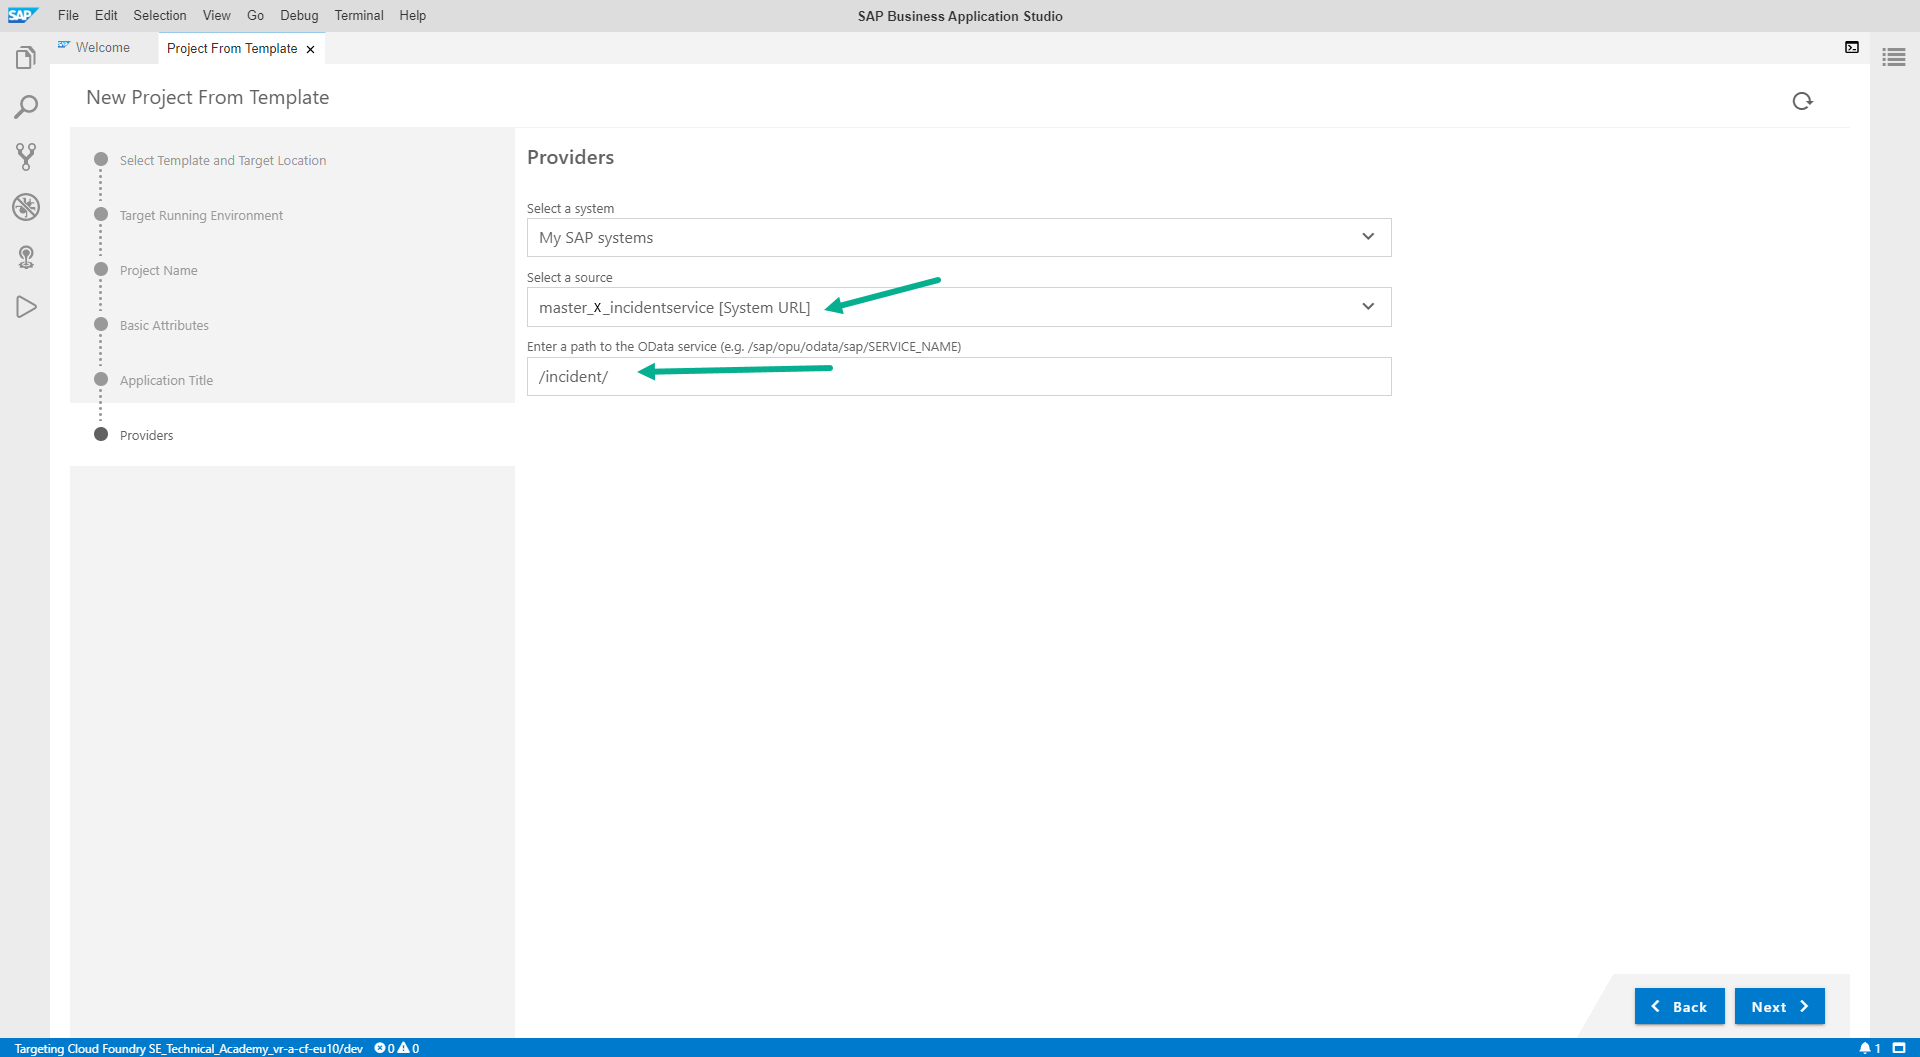 SAP File Edit Selection View Go Debug Terminal Help SAP Business Application Studio
SAP Welcome Project From Template
New Project From Template
Select Template and Target Location
Target Running Environment
Project Name
Basic Attributes
Application Title
Providers
Providers
Select a system
My SAP systems
Select a source
master_X_incidentservice [System URL]
Enter a path to the OData service (e.g. /sap/opu/odata/sap/SERVICE_NAME)
/incident/
Back Next
Targeting Cloud Foundry SE_Technical_Academy_vr-a-cf-eu10/dev 0 0 1